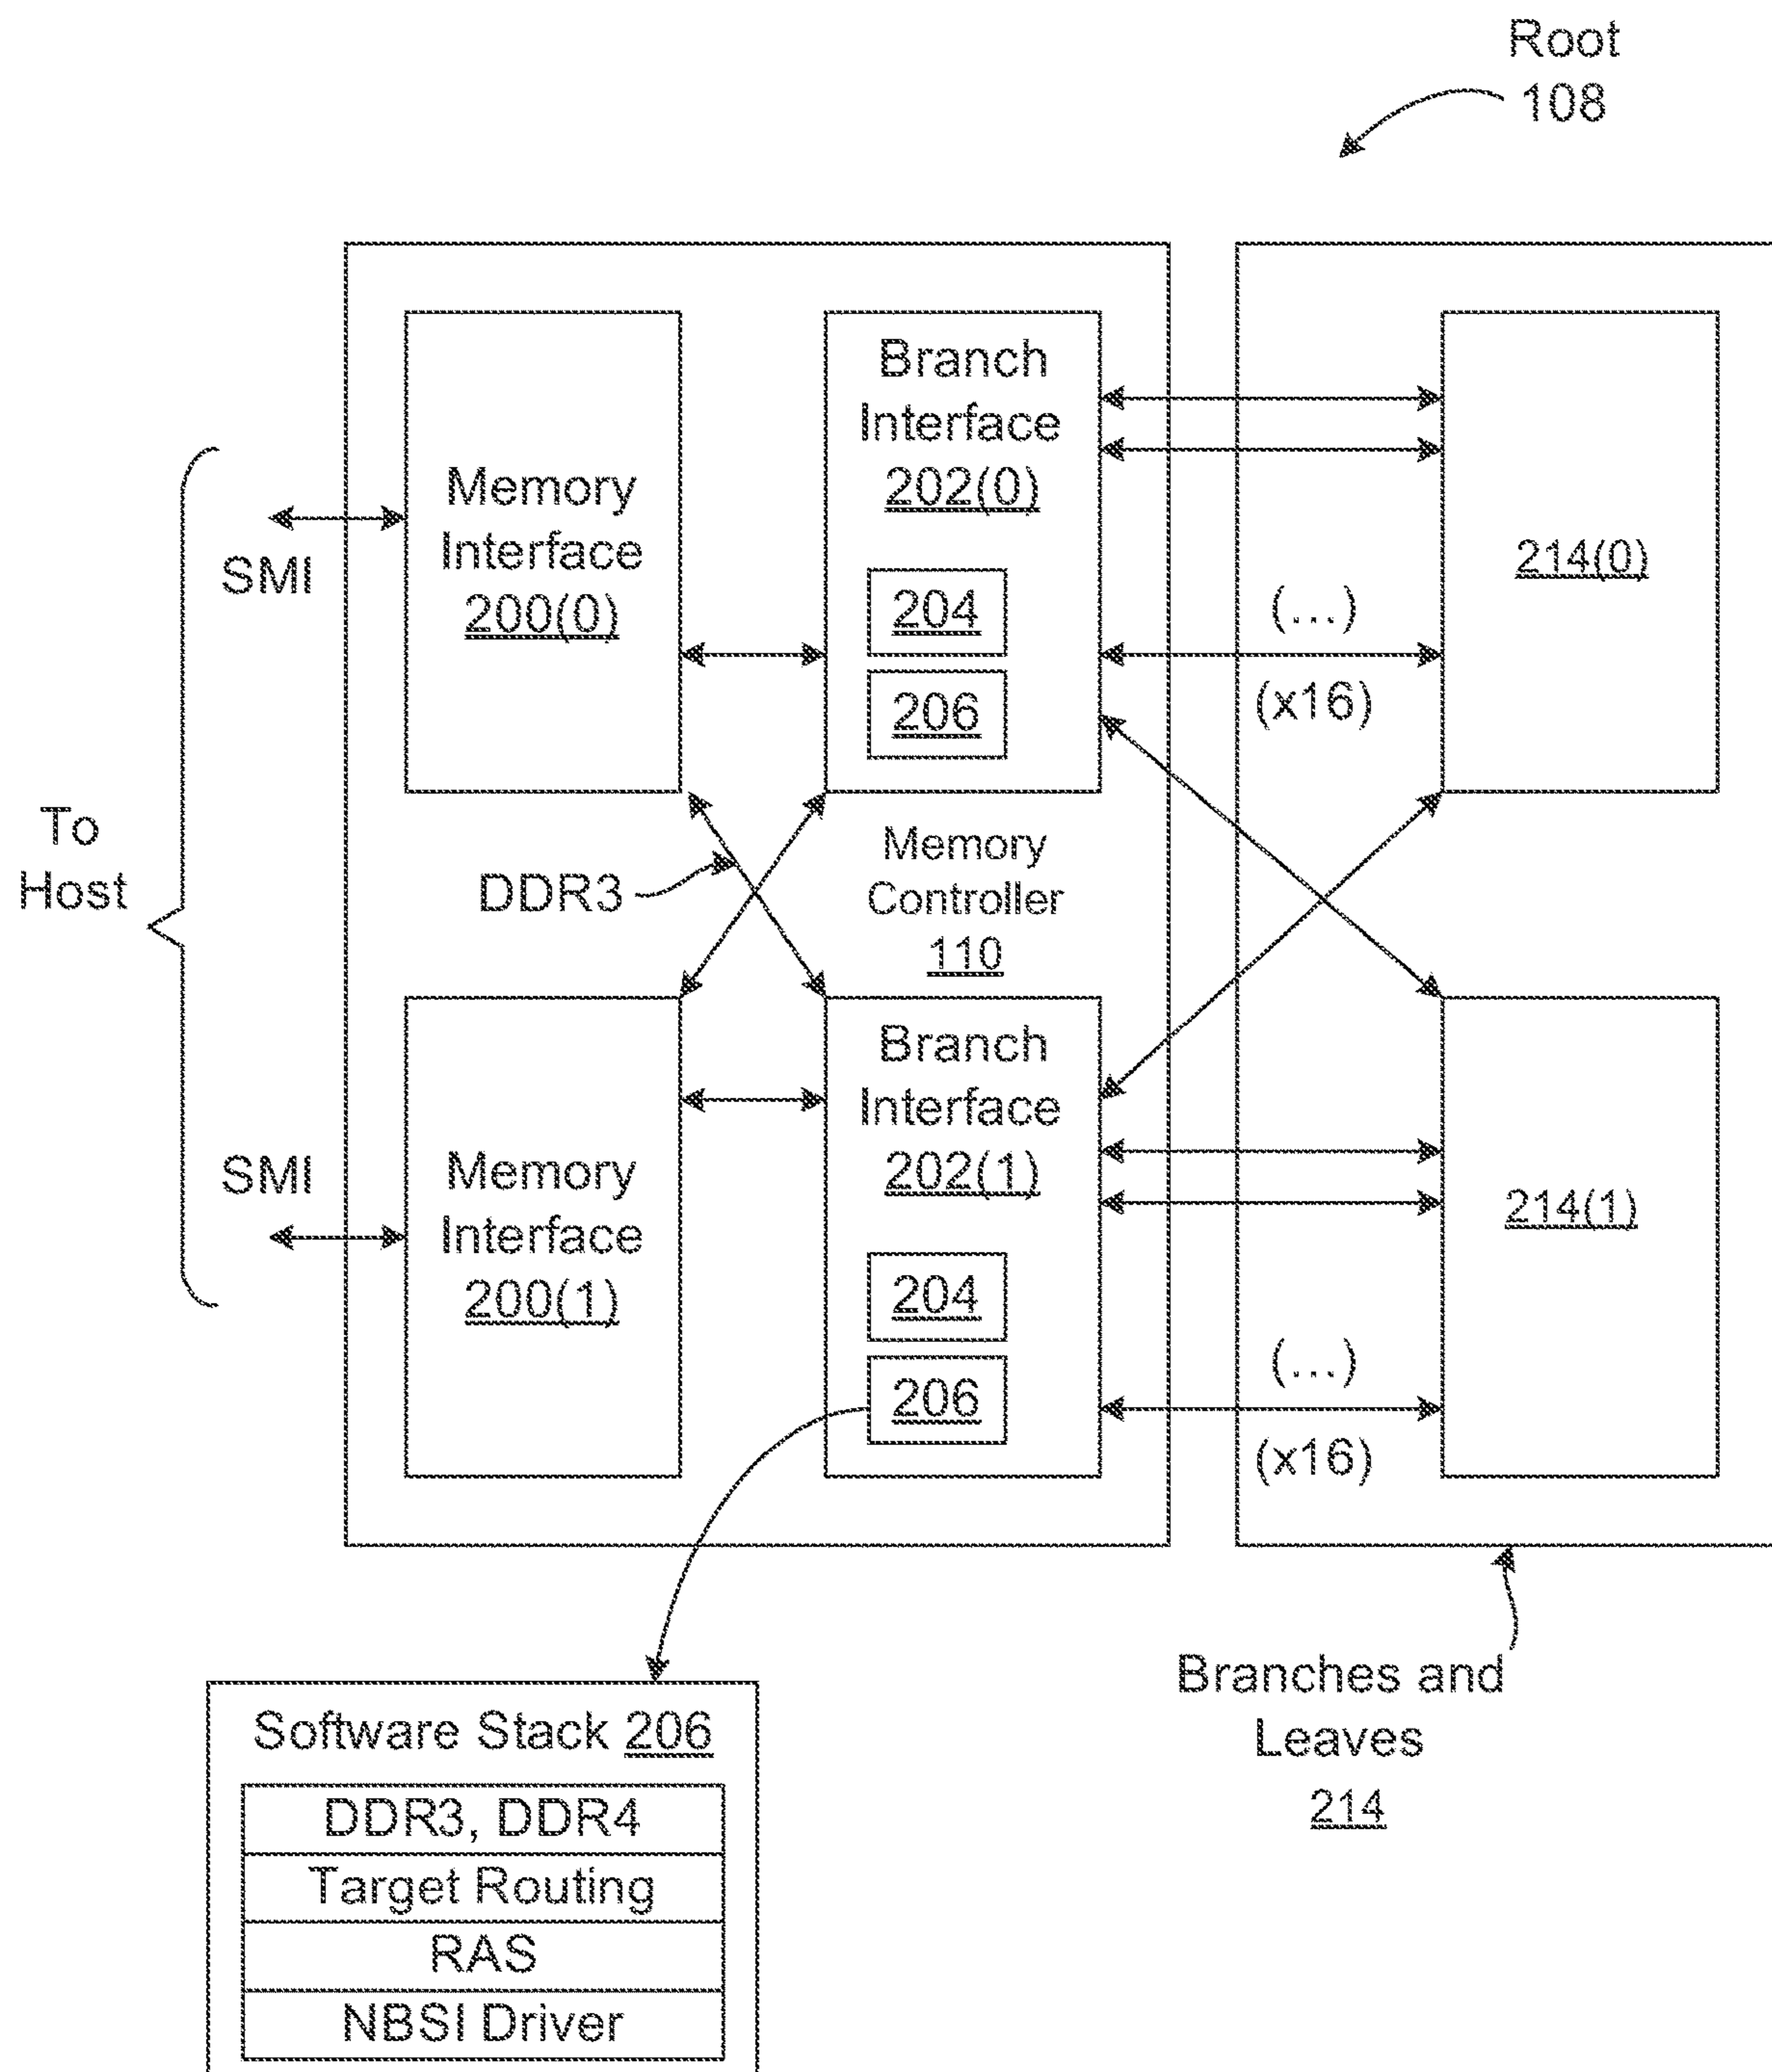 Root
108
Memory
Interface
200(0)
Branch
Interface
202(0)
204
206
SMI
214(0)
(...)
(x16)
To
Host
DDR3
Memory
Controller
110
Memory
Interface
200(1)
SMI
Branch
Interface
202(1)
204
206
214(1)
(...)
(x16)
Software Stack 206
DDR3, DDR4
Target Routing
RAS
NBSI Driver
Branches and
Leaves
214